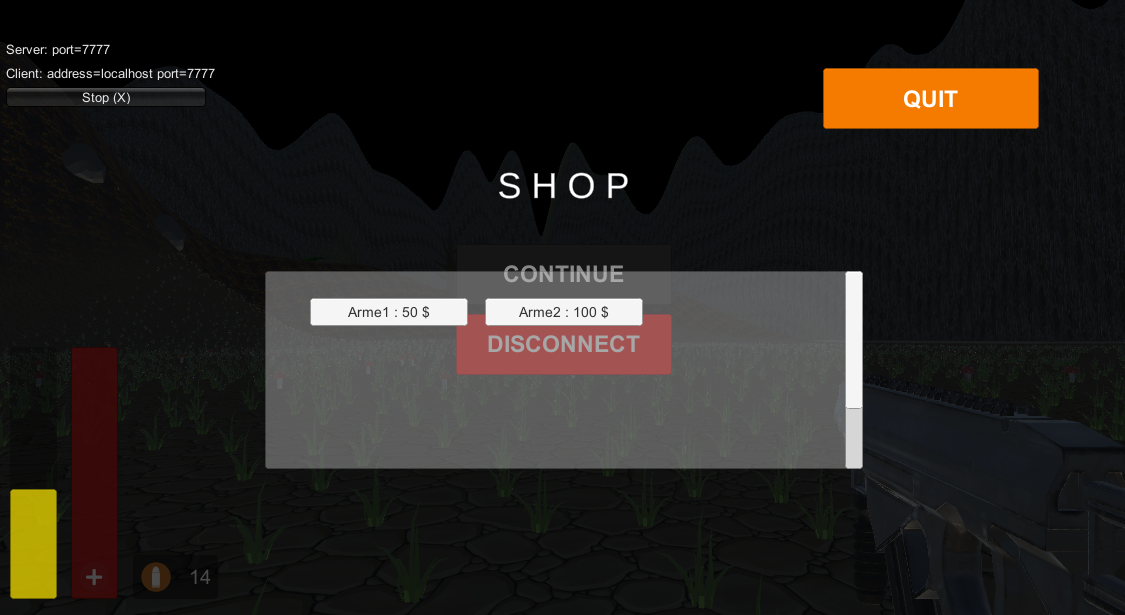 Server: port=7777
Client: address=localhost port=7777
Stop (X)
QUIT
SHOP
CONTINUE
Arme1 : 50 $
Arme2 : 100 $
DISCONNECT
14